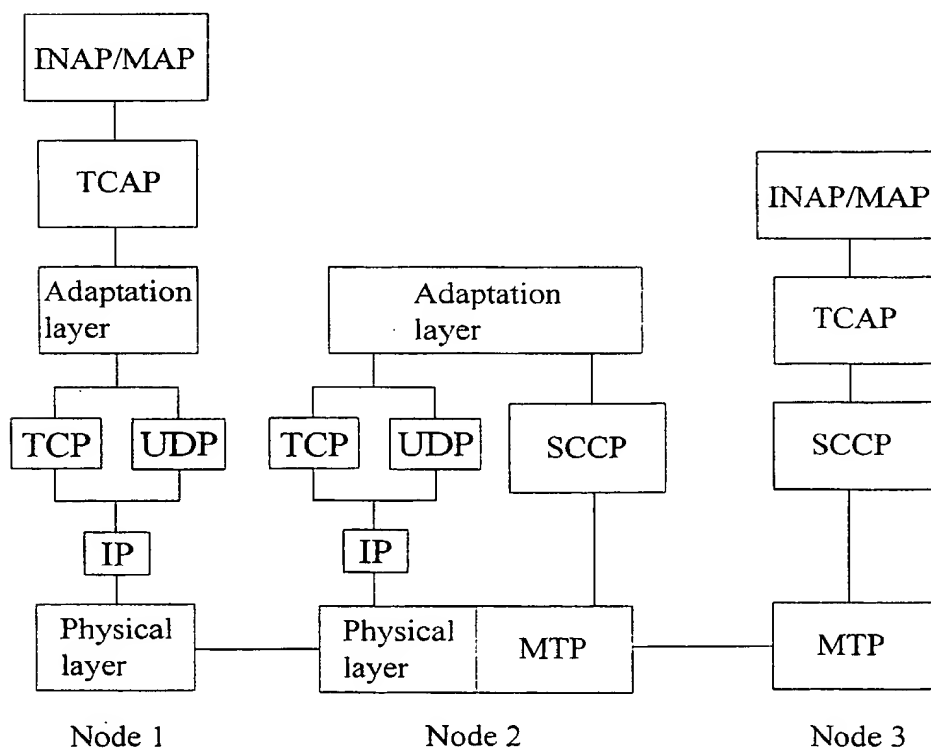 INAP/MAP
TCAP
Adaptation
layer
TCP
UDP
IP
Physical
layer
Node 1
Adaptation
layer
TCP
UDP
SCCP
IP
Physical
layer
MTP
Node 2
INAP/MAP
TCAP
SCCP
MTP
Node 3